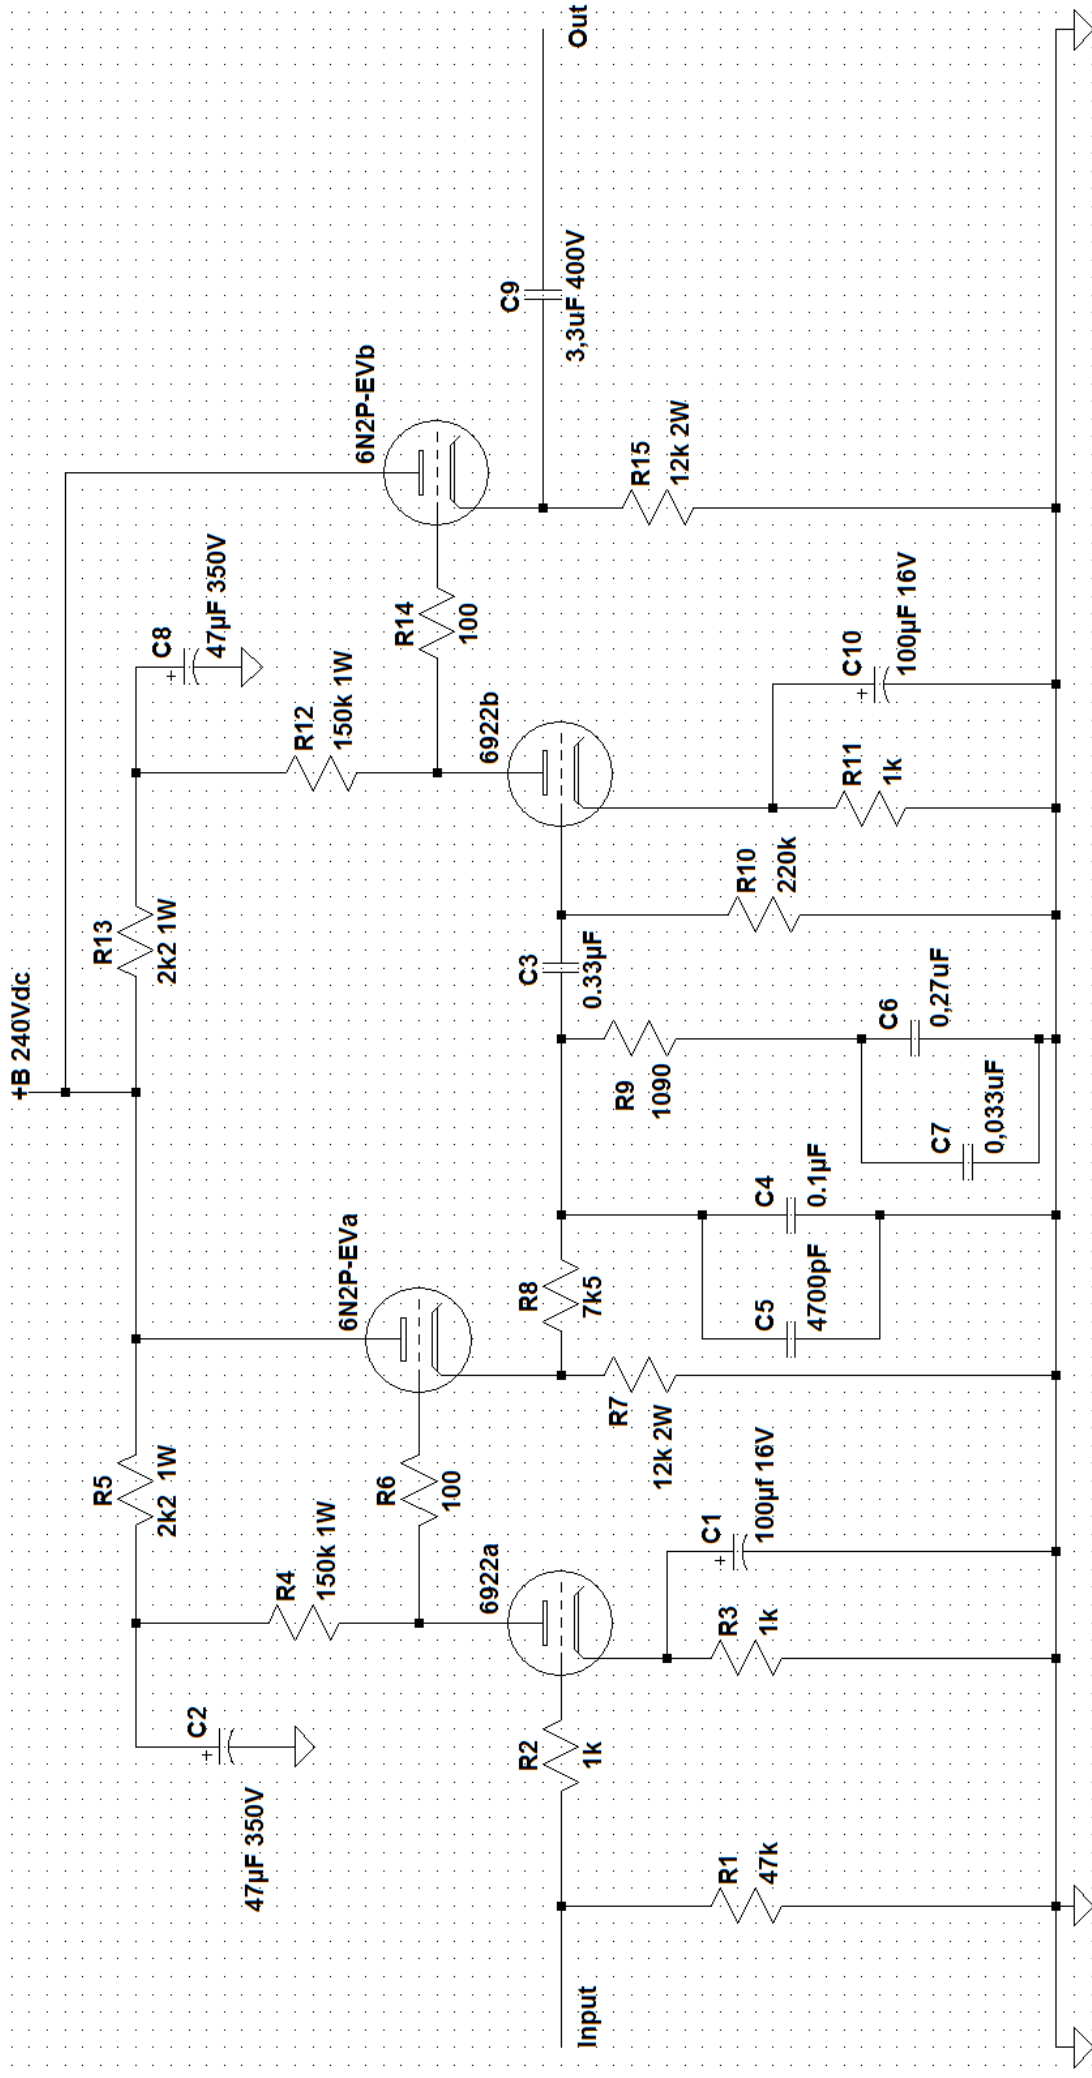 +B 240Vdc
C2
47µF 350V
R5
2k2 1W
R13
2k2 1W
C8
47µF 350V
R4
150k 1W
R12
150k 1W
6N2P-EVa
6N2P-EVb
R6
100
R14
100
6922a
6922b
Input
R2
1k
R8
7k5
C3
0.33µF
C9
3,3uF 400V
Out
R1
47k
R3
1k
C1
100µf 16V
R7
12k 2W
C5
4700pF
C4
0.1µF
R9
1090
C7
0,033uF
C6
0,27uF
R10
220k
R11
1k
C10
100µF 16V
R15
12k 2W